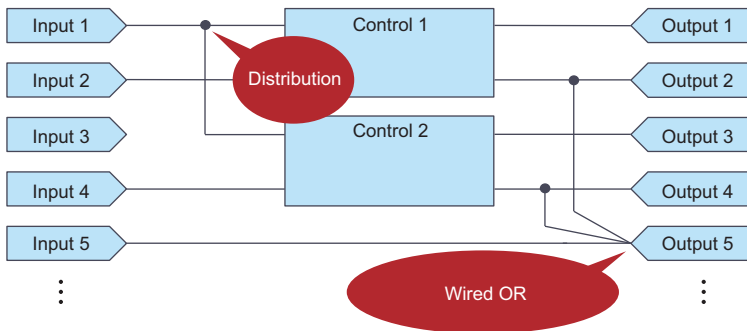 Input 1
Control 1
Output 1
Distribution
Input 2
Output 2
Input 3
Control 2
Output 3
Input 4
Output 4
Input 5
Output 5
Wired OR